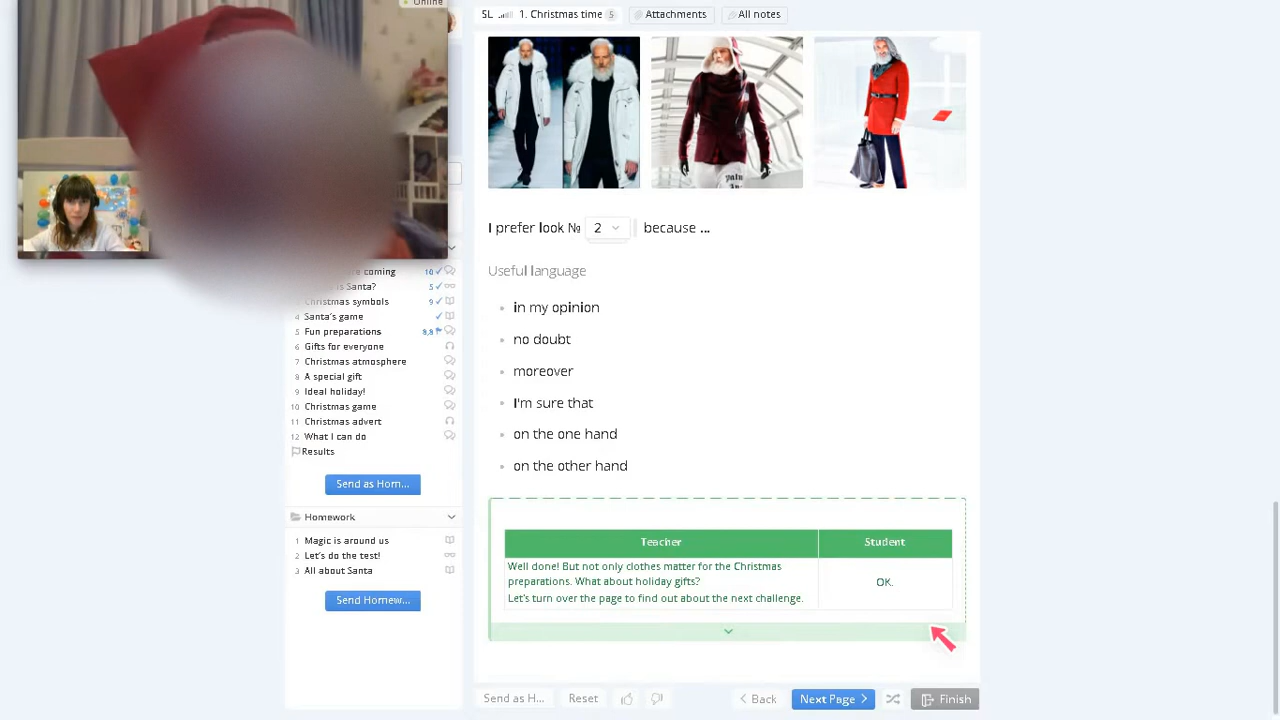 Online
SL
1. Christmas time 5
Attachments
All notes
I prefer look № 2 because ...
Useful language
in my opinion
no doubt
moreover
I'm sure that
on the one hand
on the other hand
Teacher Student
Well done! But not only clothes matter for the Christmas
preparations. What about holiday gifts?
Let's turn over the page to find out about the next challenge.
OK.
coming 10
Santa? 5
Christmas symbols 9
4 Santa's game
5 Fun preparations 8,8
6 Gifts for everyone
7 Christmas atmosphere
8 A special gift
9 Ideal holiday!
10 Christmas game
11 Christmas advert
12 What I can do
Results
Send as Hom...
Homework
1 Magic is around us
2 Let's do the test!
3 All about Santa
Send Homew...
Send as H...
Reset
Back
Next Page
Finish